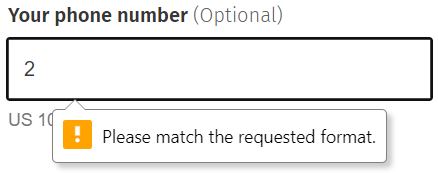 Your phone number (Optional)
2
US 10
Please match the requested format.